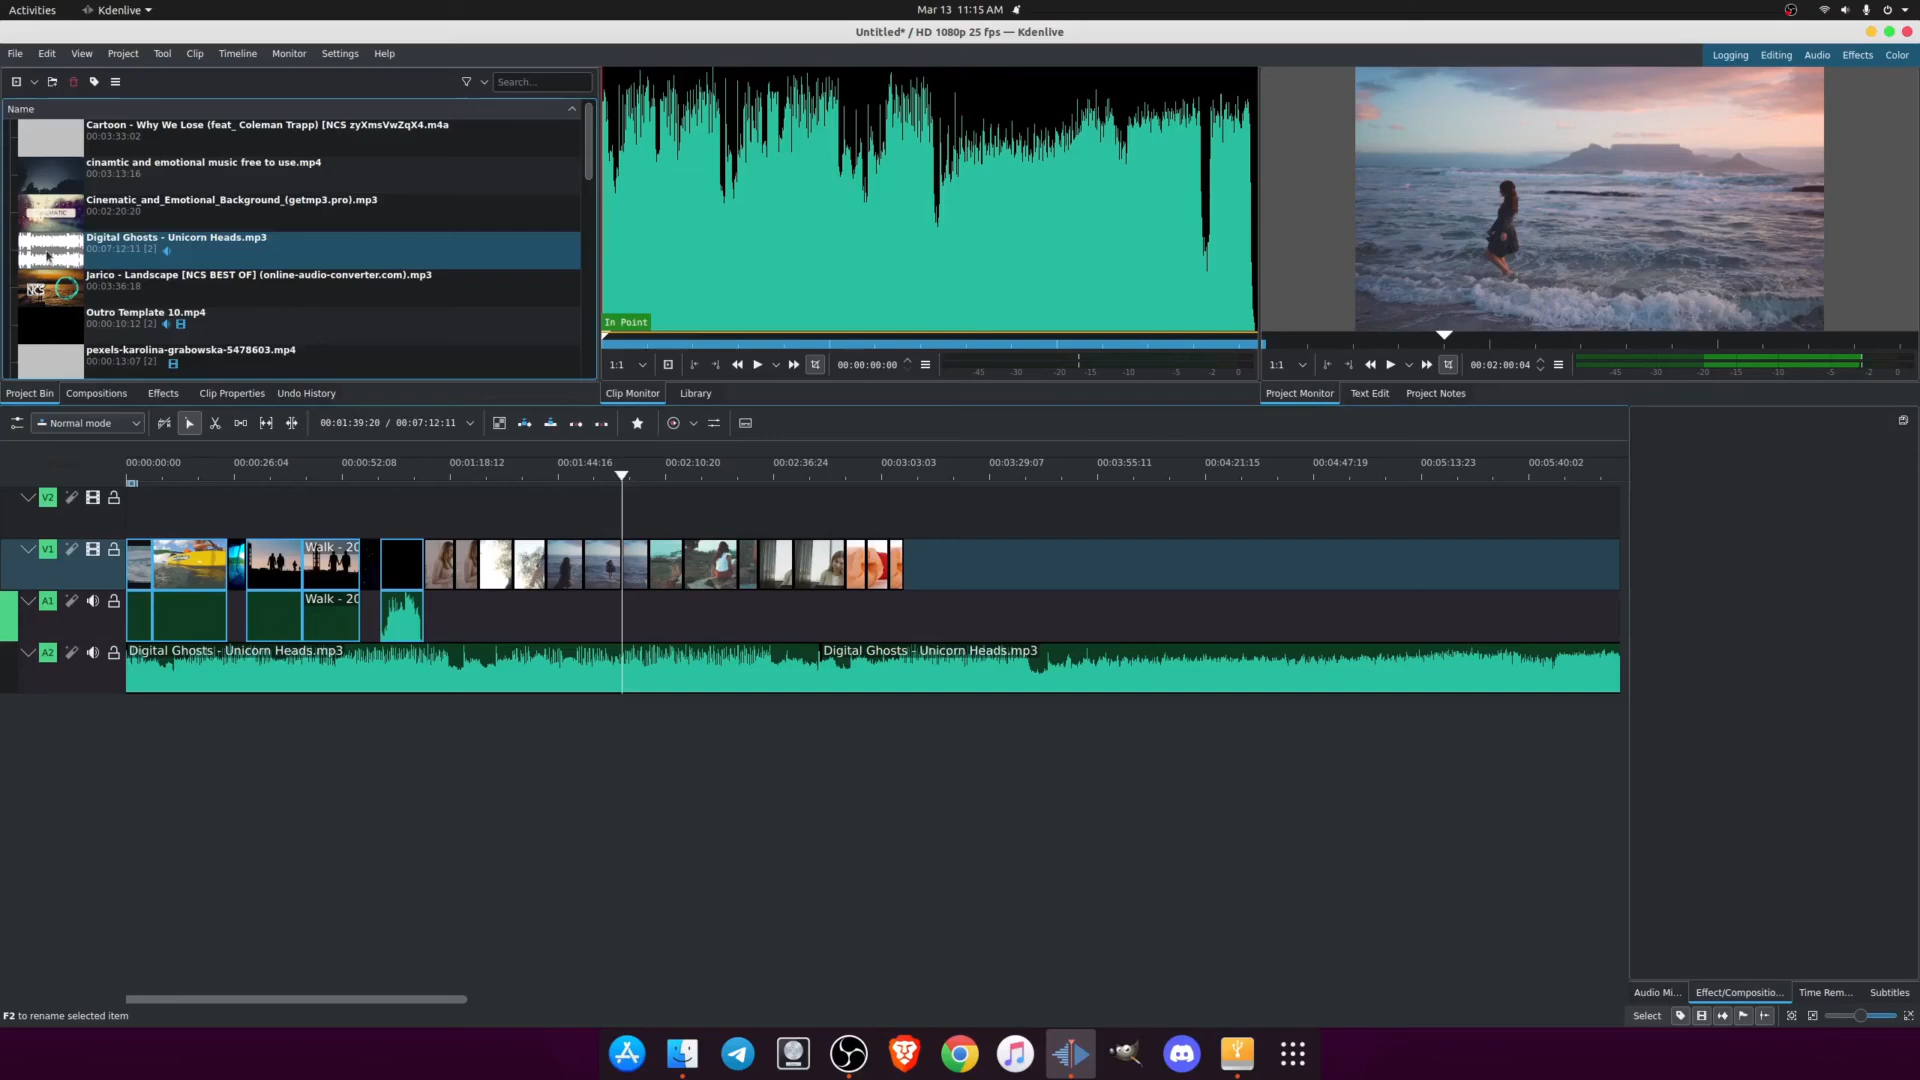 Activities
Kdenlive
Mar 13 11:15 AM
Untitled* / HD 1080p 25 fps — Kdenlive
File Edit View Project Tool Clip Timeline Monitor Settings Help
Logging Editing Audio Effects Color
Search...
Name
Cartoon - Why We Lose (feat_ Coleman Trapp) [NCS zyXmsVwZqX4.m4a
00:03:33:02
cinamtic and emotional music free to use.mp4
00:03:13:16
Cinematic_and_Emotional_Background_(getmp3.pro).mp3
00:02:20:20
Digital Ghosts - Unicorn Heads.mp3
00:07:12:11 [2]
Jarico - Landscape [NCS BEST OF] (online-audio-converter.com).mp3
00:03:36:18
Outro Template 10.mp4
00:00:10:12 [2]
pexels-karolina-grabowska-5478603.mp4
00:00:13:07 [2]
NCS
In Point
1:1
00:00:00:00
-45 -30 -20 -15 -10 -5 -2 0
1:1
00:02:00:04
-45 -30 -20 -15 -10 -5 -2 0
Project Bin Compositions Effects Clip Properties Undo History
Clip Monitor Library
Project Monitor Text Edit Project Notes
Normal mode
00:01:39:20 / 00:07:12:11
00:00:00:00 00:00:26:04 00:00:52:08 00:01:18:12 00:01:44:16 00:02:10:20 00:02:36:24 00:03:03:03 00:03:29:07 00:03:55:11 00:04:21:15 00:04:47:19 00:05:13:23 00:05:40:02
V2
V1
Walk - 20
A1
Walk - 20
A2
Digital Ghosts - Unicorn Heads.mp3
Digital Ghosts - Unicorn Heads.mp3
Audio Mi... Effect/Compositio... Time Rem... Subtitles
F2 to rename selected item
Select